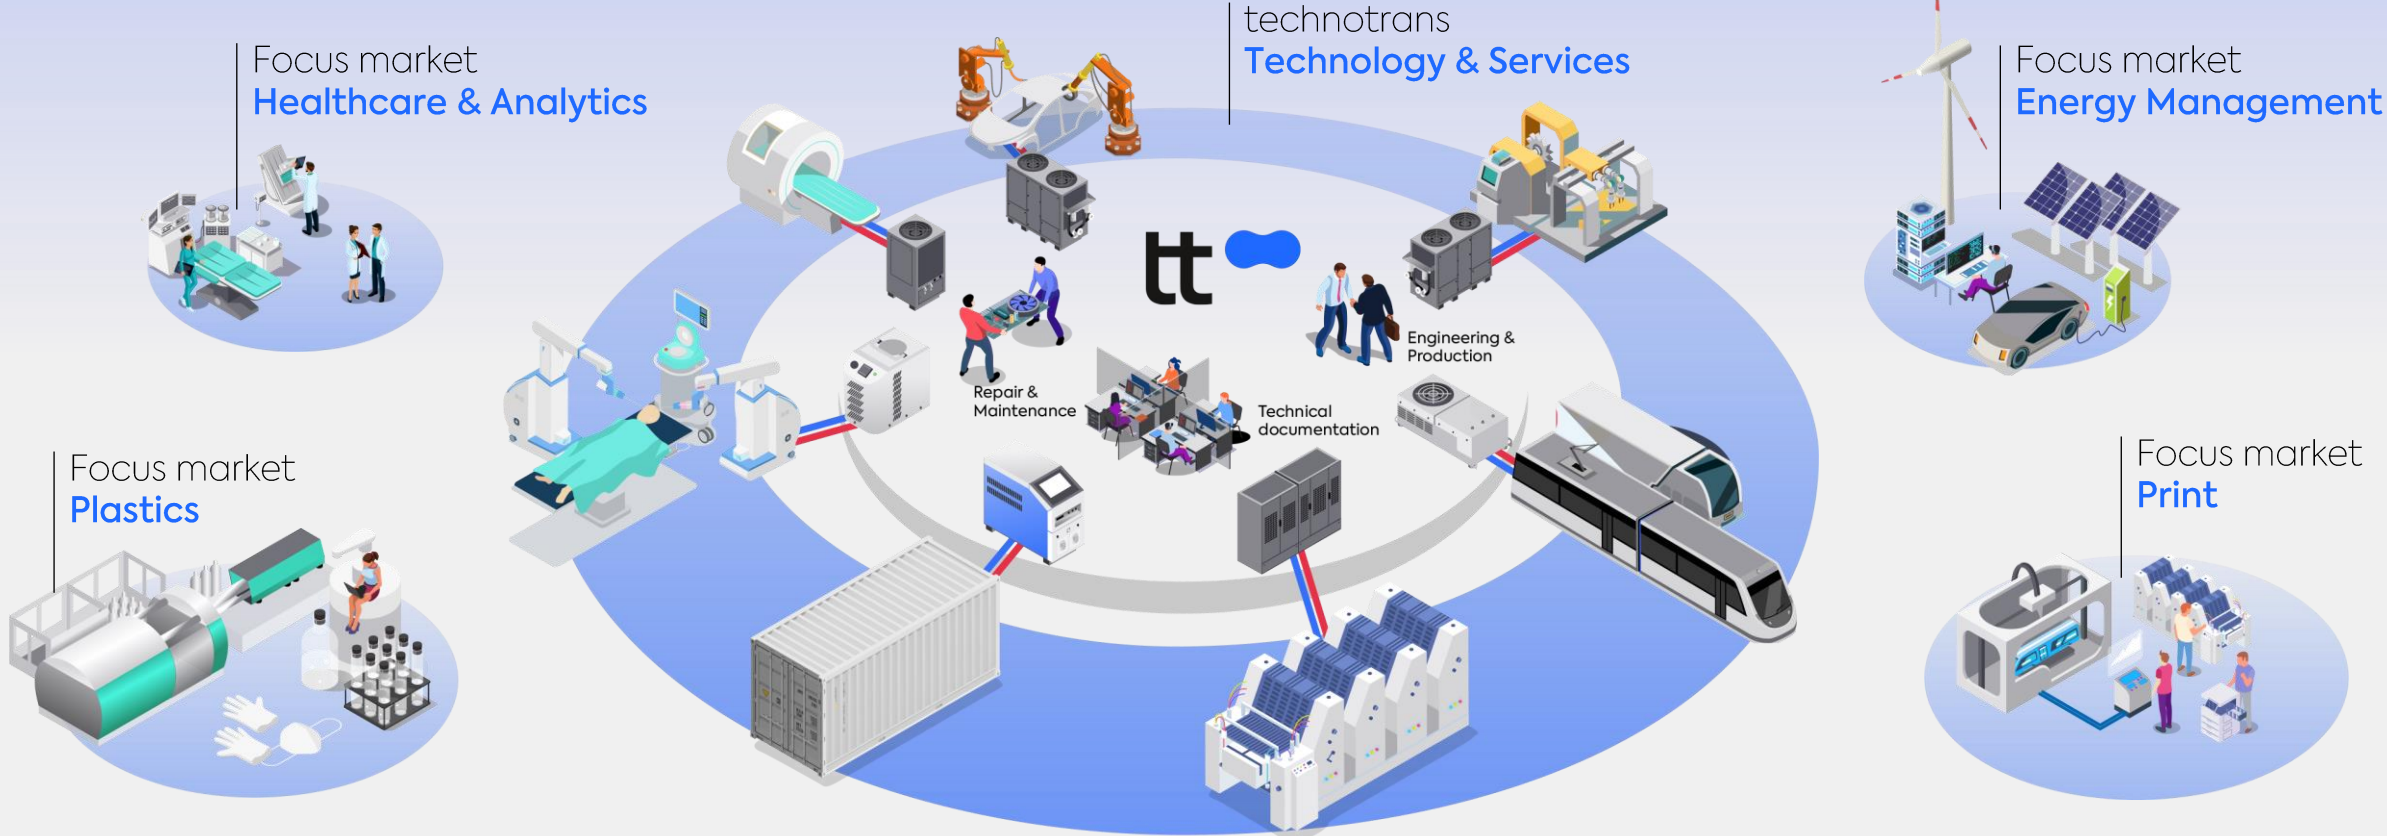 technotrans
Technology & Services
Focus market
Healthcare & Analytics
Focus market
Energy Management
tt
Engineering &
Production
Repair &
Maintenance
Technical
documentation
Focus market
Plastics
Focus market
Print